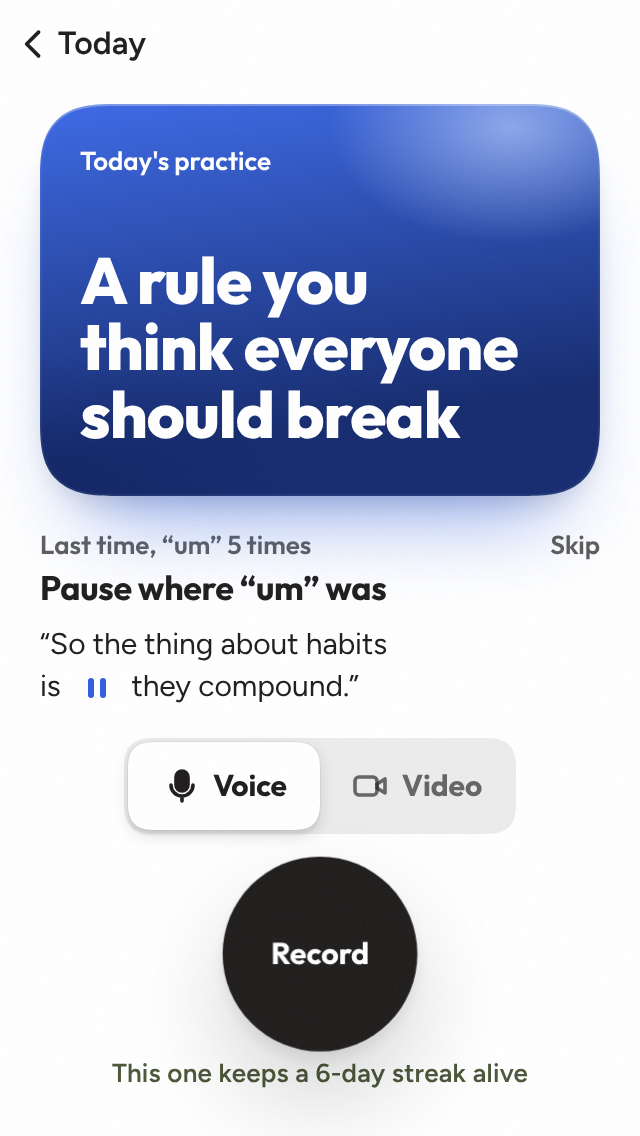 Today
Today's practice
A rule you
think everyone
should break
Last time, “um” 5 times
Skip
Pause where “um” was
“So the thing about habits
is they compound.”
Voice
Video
Record
This one keeps a 6-day streak alive